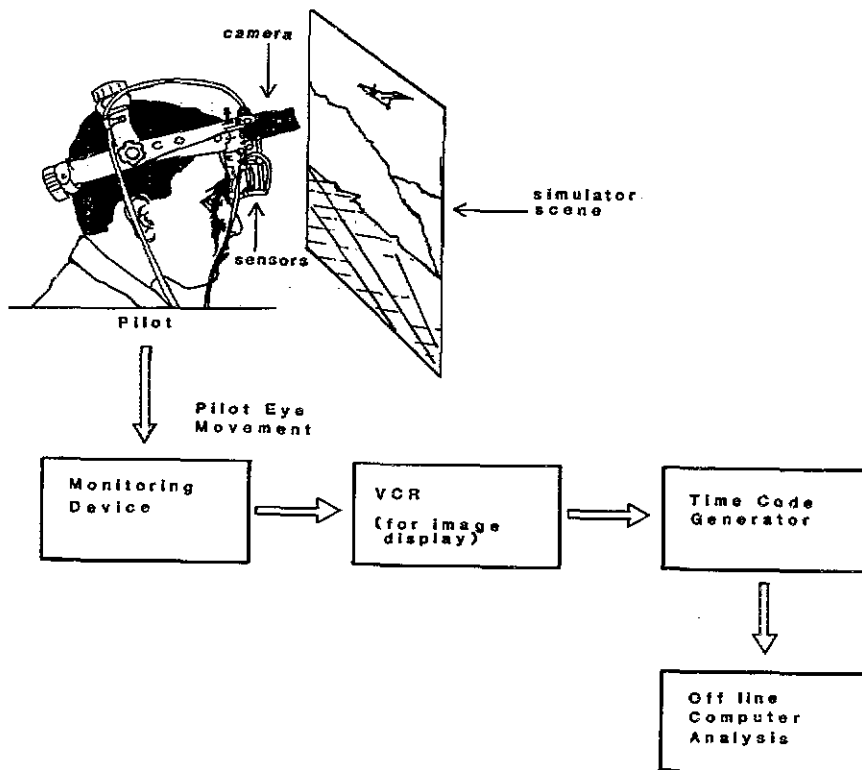 camera
simulator
scene
sensors
Pilot
Pilot Eye
Movement
Monitoring
Device
VCR
(for image
display)
Time Code
Generator
Off line
Computer
Analysis